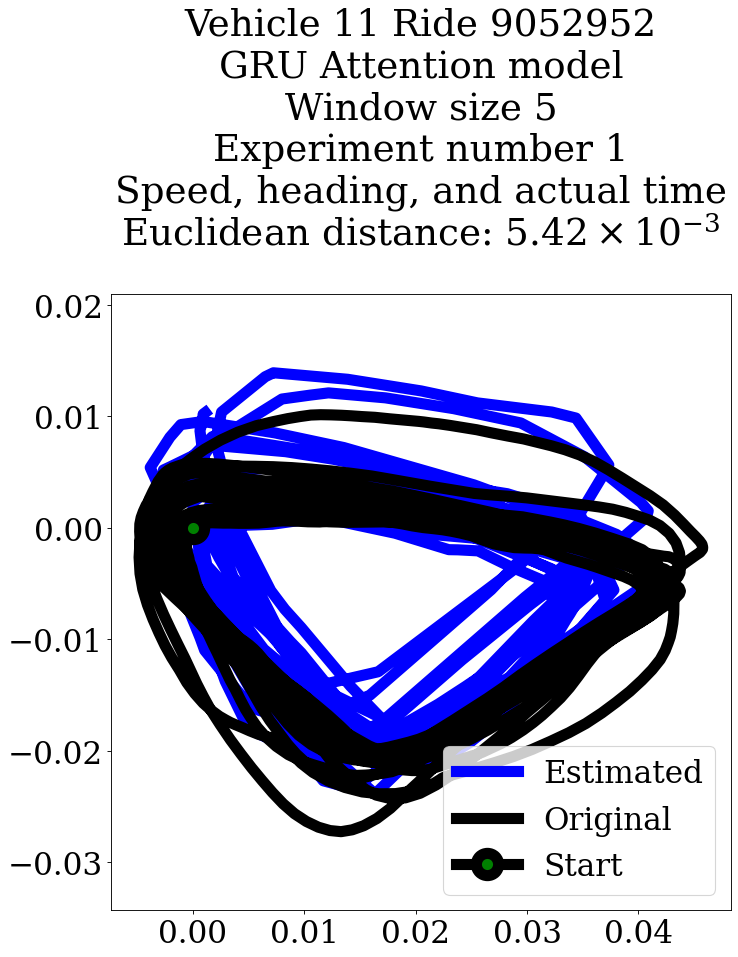 Vehicle 11 Ride 9052952
GRU Attention model
Window size 5
Experiment number 1
Speed, heading, and actual time
Euclidean distance: 5.42 × 10⁻³
0.02
0.01
0.00
−0.01
−0.02
−0.03
Estimated
Original
Start
0.00 0.01 0.02 0.03 0.04